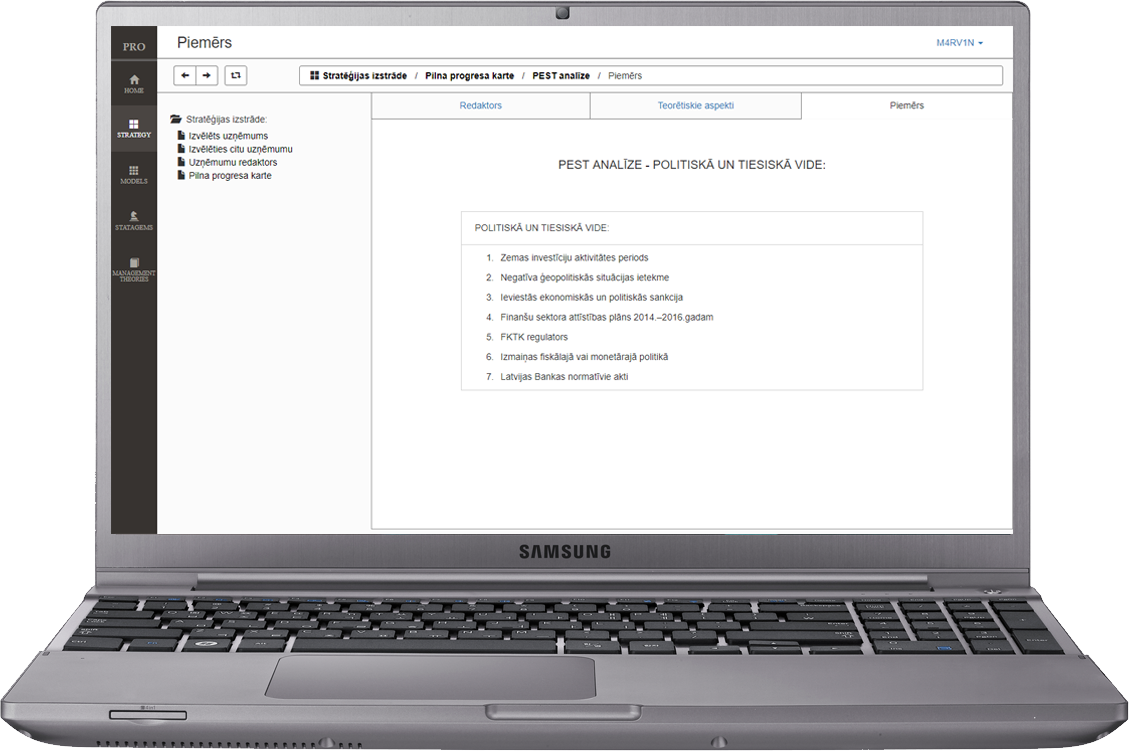 PRO
Piemērs
M4RV1N
HOME
STRATEGY
MODELS
STATAGEMS
MANAGEMENT
THEORIES
Stratēģijas izstrāde / Pilna progresa karte / PEST analīze / Piemērs
Stratēģijas izstrāde:
Izvēlēts uzņēmums
Izvēlēties citu uzņēmumu
Uzņēmumu redaktors
Pilna progresa karte
Redaktors
Teorētiskie aspekti
Piemērs
PEST ANALĪZE - POLITISKĀ UN TIESISKĀ VIDE:
POLITISKĀ UN TIESISKĀ VIDE:
1. Zemas investīciju aktivitātes periods
2. Negatīva ģeopolitiskās situācijas ietekme
3. Ieviestās ekonomiskās un politiskās sankcija
4. Finanšu sektora attīstības plāns 2014.–2016.gadam
5. FKTK regulators
6. Izmaiņas fiskālajā vai monetārajā politikā
7. Latvijas Bankas normatīvie akti
SAMSUNG